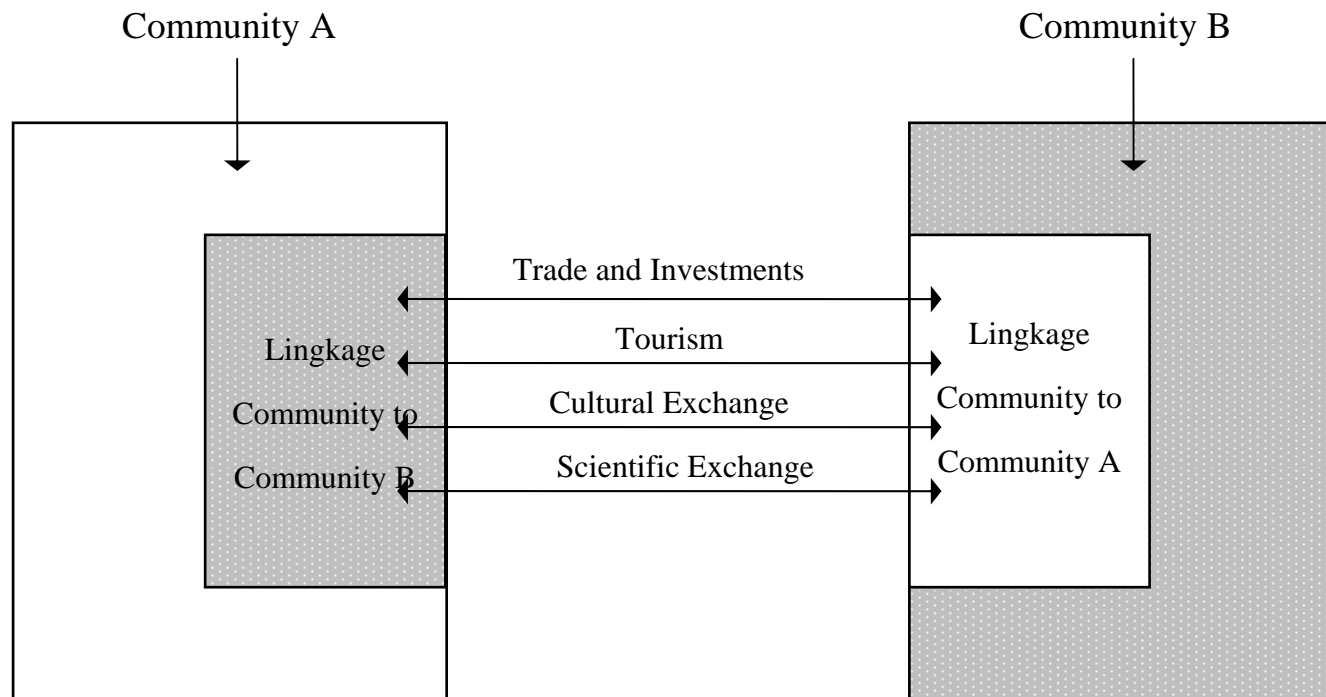 Community A
Community B
Trade and Investments
Tourism
Cultural Exchange
Scientific Exchange
Lingkage
Community to
Community B
Lingkage
Community to
Community A